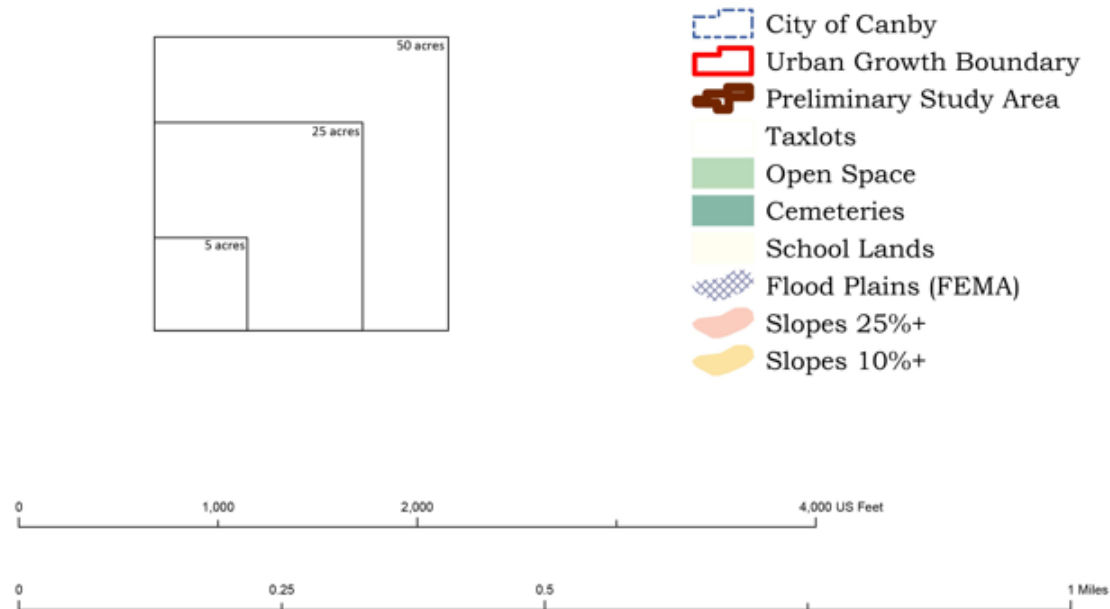 50 acres
25 acres
5 acres
City of Canby
Urban Growth Boundary
Preliminary Study Area
Taxlots
Open Space
Cemeteries
School Lands
Flood Plains (FEMA)
Slopes 25%+
Slopes 10%+
0 1,000 2,000 4,000 US Feet
0 0.25 0.5 1 Miles